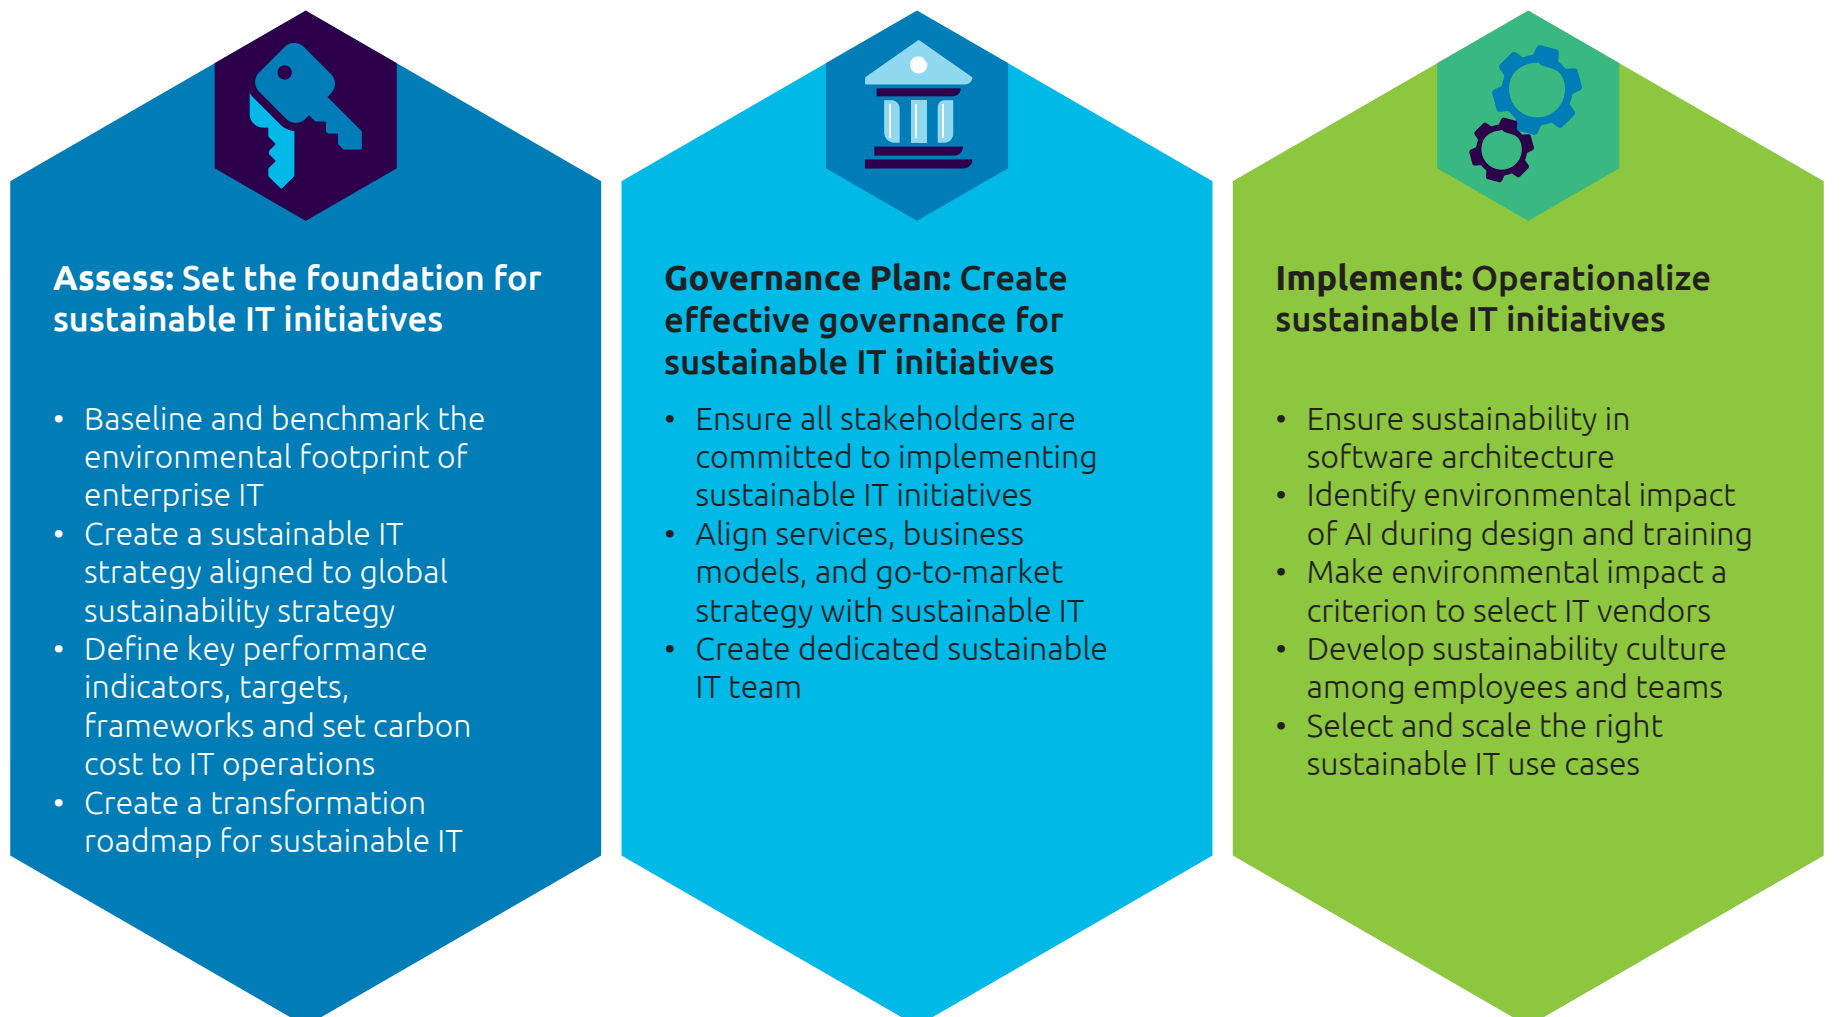 Assess: Set the foundation for
sustainable IT initiatives
• Baseline and benchmark the
environmental footprint of
enterprise IT
• Create a sustainable IT
strategy aligned to global
sustainability strategy
• Define key performance
indicators, targets,
frameworks and set carbon
cost to IT operations
• Create a transformation
roadmap for sustainable IT
Governance Plan: Create
effective governance for
sustainable IT initiatives
• Ensure all stakeholders are
committed to implementing
sustainable IT initiatives
• Align services, business
models, and go-to-market
strategy with sustainable IT
• Create dedicated sustainable
IT team
Implement: Operationalize
sustainable IT initiatives
• Ensure sustainability in
software architecture
• Identify environmental impact
of AI during design and training
• Make environmental impact a
criterion to select IT vendors
• Develop sustainability culture
among employees and teams
• Select and scale the right
sustainable IT use cases